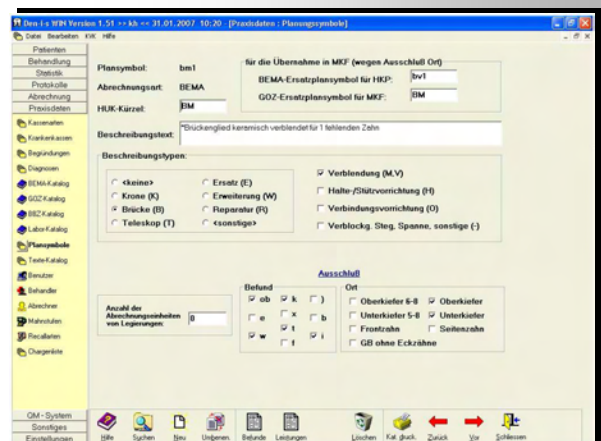 Den-i-s WIN Version 1.51 >> kh << 31.01.2007 10:20 - [Praxisdaten : Planungssymbole]
Datei Bearbeiten KVK Hilfe
Patienten
Behandlung
Statistik
Protokolle
Abrechnung
Praxisdaten
Kassenarten
Krankenkassen
Begründungen
Diagnosen
BEMA-Katalog
GOZ-Katalog
BBZ-Katalog
Labor-Katalog
Plansymbole
Texte-Katalog
Benutzer
Behandler
Abrechner
Mahnstufen
Recallarten
Chargenliste
QM-System
Sonstiges
Einstellungen
Plansymbol: bm1
Abrechnungsart: BEMA
HUK-Kürzel: BM
für die Übernahme in MKF (wegen Ausschluß Ort)
BEMA-Ersatzplansymbol für HKP: bv1
GOZ-Ersatzplansymbol für MKF: BM
Beschreibungstext: "Brückenglied keramisch verblendet für 1 fehlenden Zahn
Beschreibungstypen:
<keine> Ersatz (E)
Krone (K) Erweiterung (W)
Brücke (B) Reparatur (R)
Teleskop (T) <sonstige>
Verblendung (M,V)
Halte-/Stützvorrichtung (H)
Verbindungsvorrichtung (O)
Verblockg. Steg, Spanne, sonstige (-)
Ausschluß
Anzahl der
Abrechnungseinheiten
von Legierungen: 0
Befund
ob k )
e x b
w t i
f
Ort
Oberkiefer 6-8 Oberkiefer
Unterkiefer 5-8 Unterkiefer
Frontzahn Seitenzahn
GB ohne Eckzähne
Hilfe Suchen Neu Umbenen. Befunde Leistungen Löschen Kat. druck. Zurück Vor Schliessen